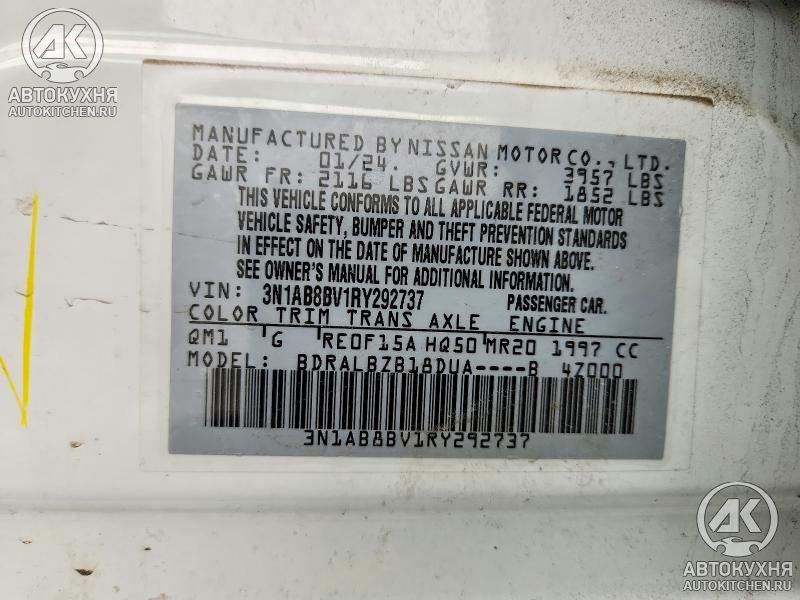 AK
АВТОКУХНЯ
AUTOKITCHEN.RU
MANUFACTURED BY NISSAN MOTOR CO., LTD.
DATE: 01/24. GVWR: 3957 LBS
GAWR FR: 2116 LBS GAWR RR: 1852 LBS
THIS VEHICLE CONFORMS TO ALL APPLICABLE FEDERAL MOTOR
VEHICLE SAFETY, BUMPER AND THEFT PREVENTION STANDARDS
IN EFFECT ON THE DATE OF MANUFACTURE SHOWN ABOVE.
SEE OWNER'S MANUAL FOR ADDITIONAL INFORMATION.
VIN: 3N1AB8BV1RY292737 PASSENGER CAR.
COLOR TRIM TRANS AXLE ENGINE
QM1 G RE0F15A HQ50 MR20 1997 CC
MODEL: BDRALBZB18DUA----B 4Z000
3N1AB8BV1RY292737
AK
АВТОКУХНЯ
AUTOKITCHEN.RU